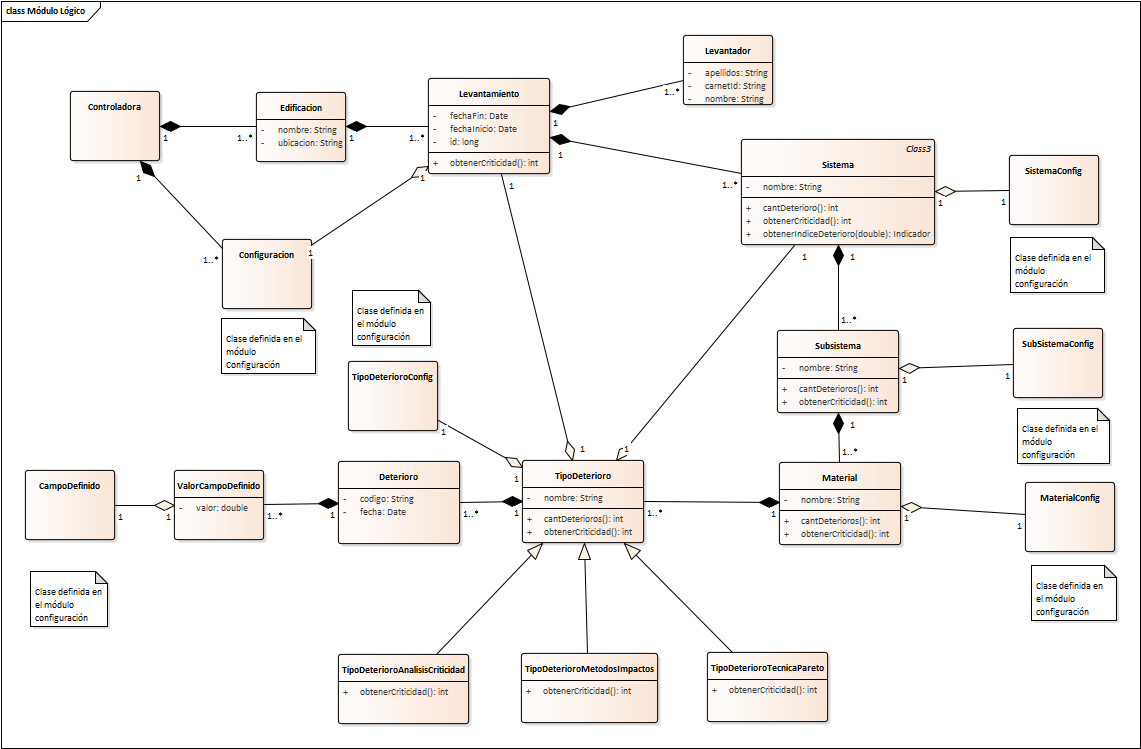 class Módulo Lógico
Levantador
- apellidos: String
- carnetId: String
- nombre: String
1..*
1
Controladora
1
Edificacion
- nombre: String
- ubicacion: String
1..*
1
Levantamiento
- fechaFin: Date
- fechaInicio: Date
- id: long
+ obtenerCriticidad(): int
1..*
1
1
1
1
1..*
Class3
Sistema
- nombre: String
+ cantDeterioro(): int
+ obtenerCriticidad(): int
+ obtenerIndiceDeterioro(double): Indicador
1..*
1
1
1
SistemaConfig
1
Clase definida en el
módulo
configuración
Configuracion
1
Clase definida en el
módulo
Configuración
Clase definida en
el módulo
configuración
TipoDeterioroConfig
1
1..*
Subsistema
- nombre: String
+ cantDeterioros(): int
+ obtenerCriticidad(): int
1
1
SubSistemaConfig
1
Clase definida en el
módulo
configuración
CampoDefinido
1
1
ValorCampoDefinido
- valor: double
1..*
1
Deterioro
- codigo: String
- fecha: Date
1..*
1
1
1
1
TipoDeterioro
- nombre: String
+ cantDeterioros(): int
+ obtenerCriticidad(): int
1..*
1
1..*
Material
- nombre: String
+ cantDeterioros(): int
+ obtenerCriticidad(): int
1
MaterialConfig
1
Clase definida en
el módulo
configuración
Clase definida en
el módulo
configuración
TipoDeterioroAnalisisCriticidad
+ obtenerCriticidad(): int
TipoDeterioroMetodosImpactos
+ obtenerCriticidad(): int
TipoDeterioroTecnicaPareto
+ obtenerCriticidad(): int